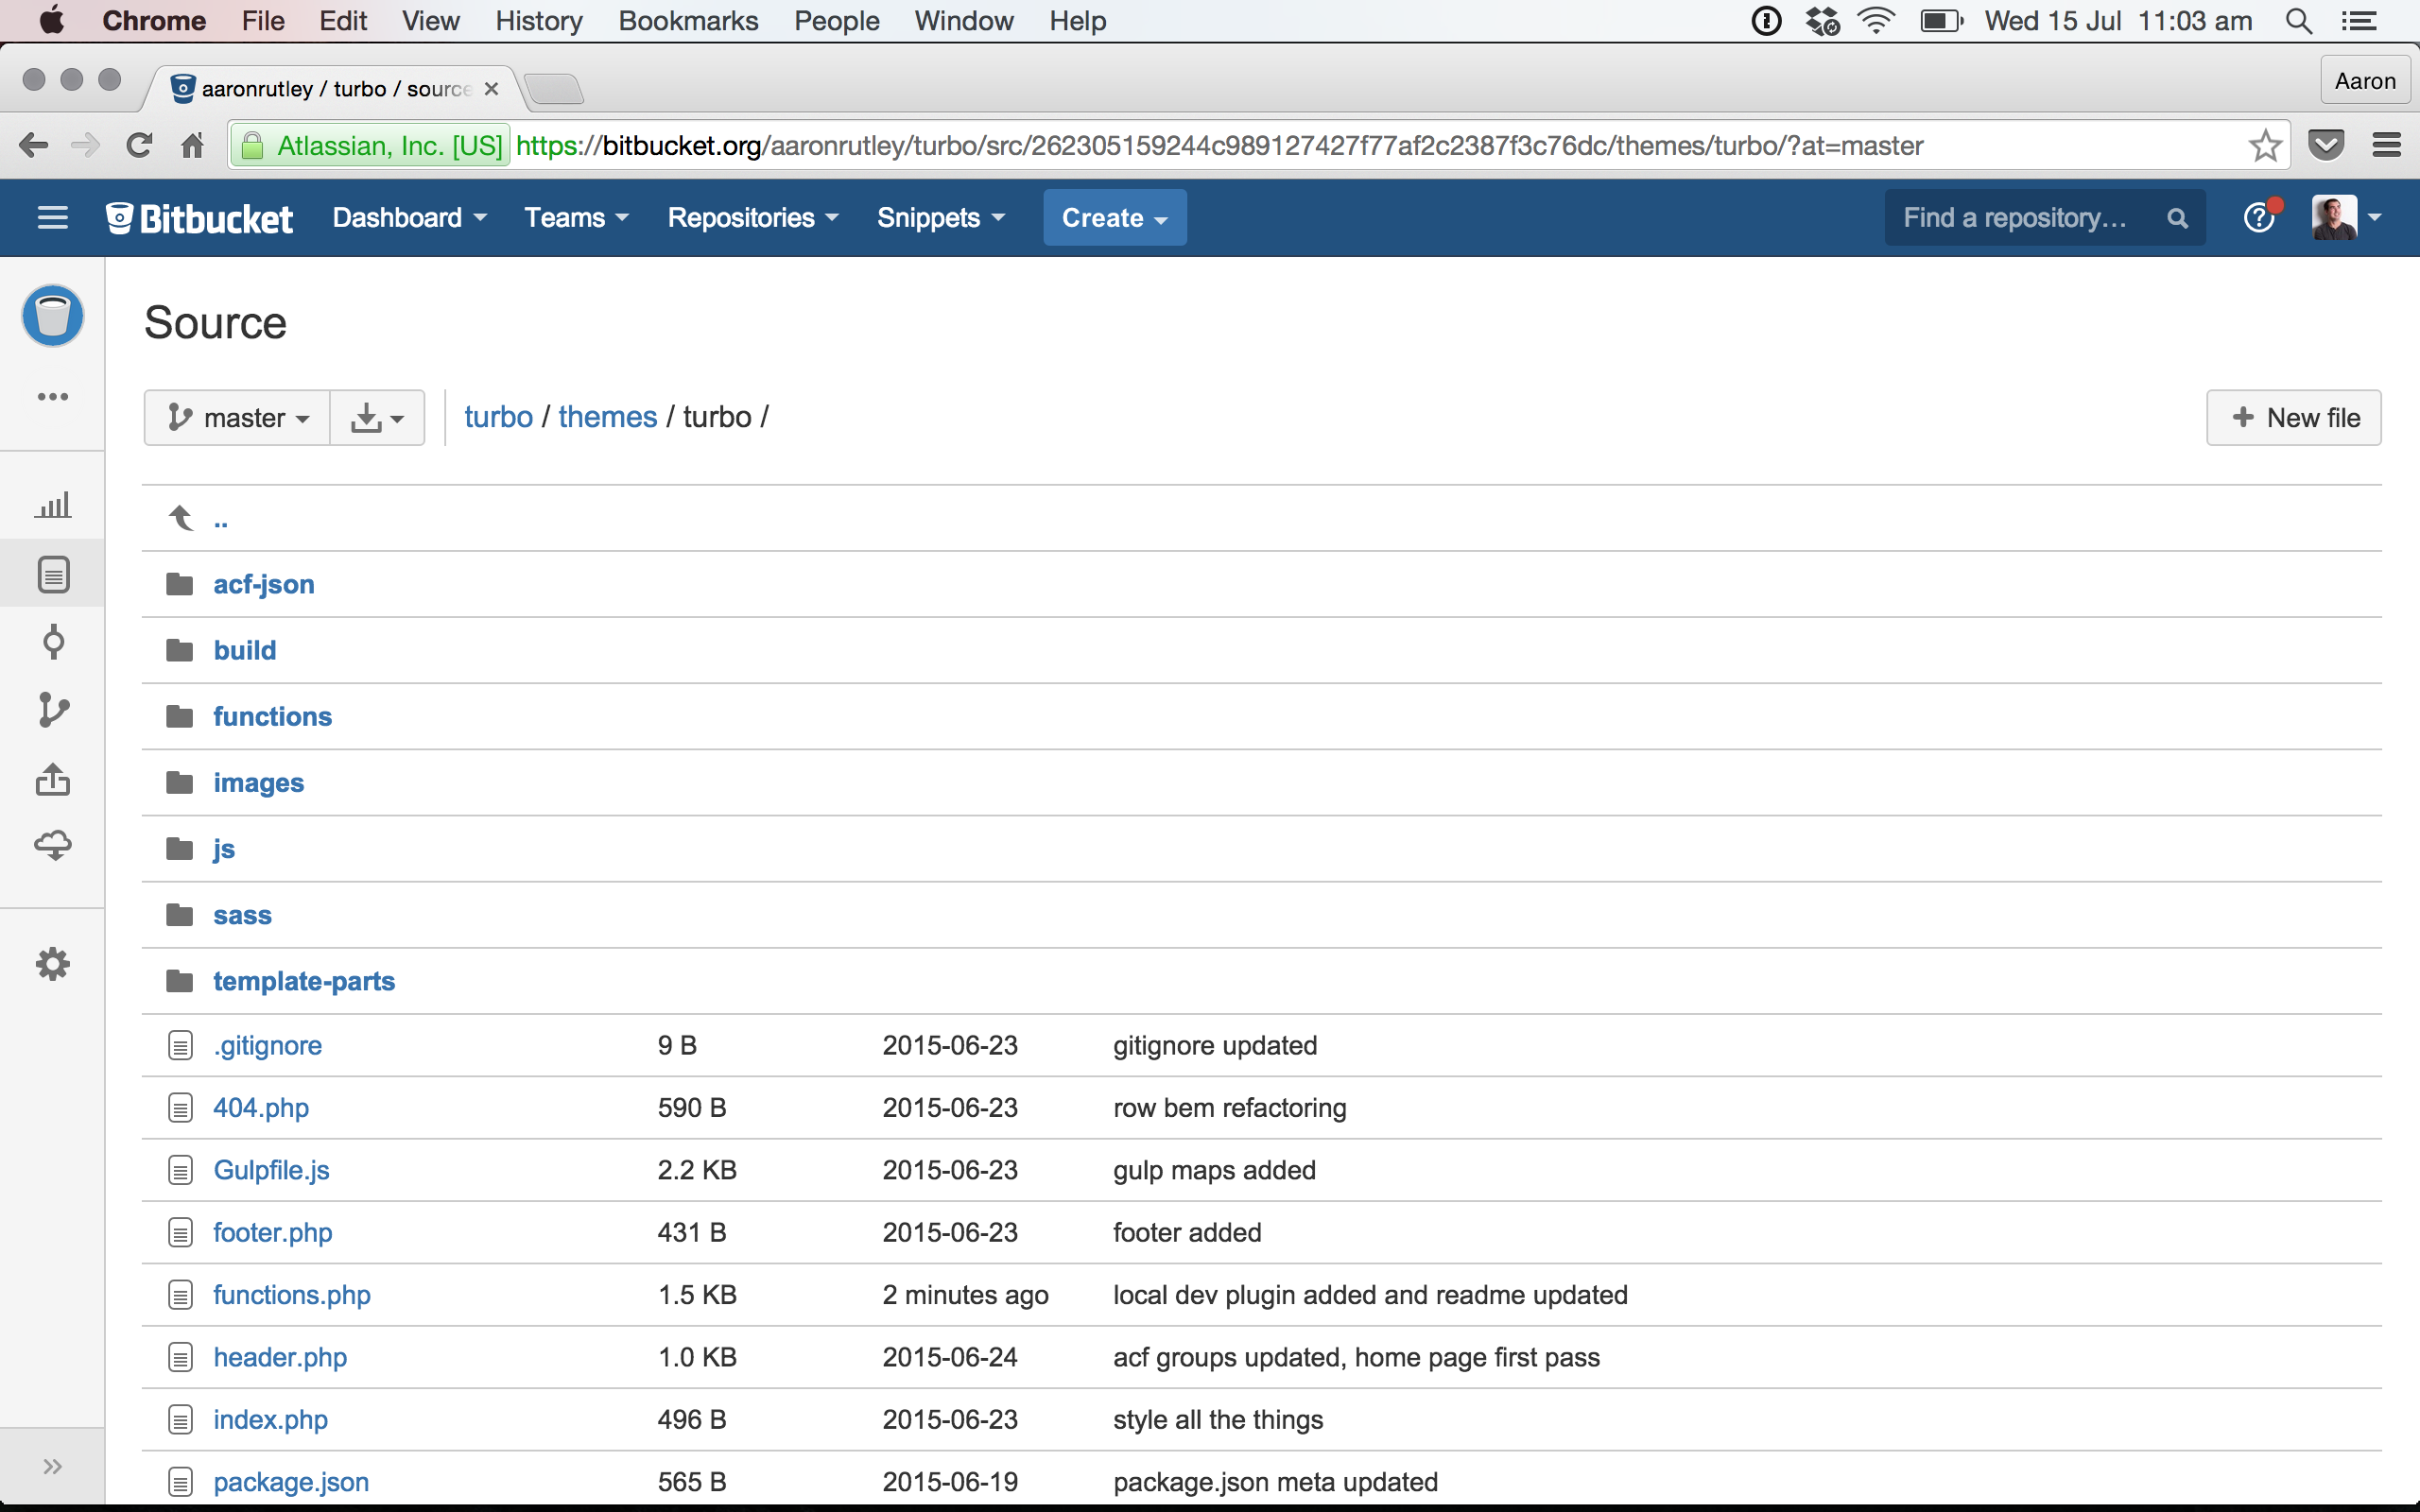 Chrome File Edit View History Bookmarks People Window Help Wed 15 Jul 11:03 am
aaronrutley / turbo / source Aaron
Atlassian, Inc. [US] https://bitbucket.org/aaronrutley/turbo/src/262305159244c989127427f77af2c2387f3c76dc/themes/turbo/?at=master
Bitbucket Dashboard Teams Repositories Snippets Create Find a repository...
Source
master turbo / themes / turbo / New file
..
acf-json
build
functions
images
js
sass
template-parts
.gitignore 9 B 2015-06-23 gitignore updated
404.php 590 B 2015-06-23 row bem refactoring
Gulpfile.js 2.2 KB 2015-06-23 gulp maps added
footer.php 431 B 2015-06-23 footer added
functions.php 1.5 KB 2 minutes ago local dev plugin added and readme updated
header.php 1.0 KB 2015-06-24 acf groups updated, home page first pass
index.php 496 B 2015-06-23 style all the things
package.json 565 B 2015-06-19 package.json meta updated